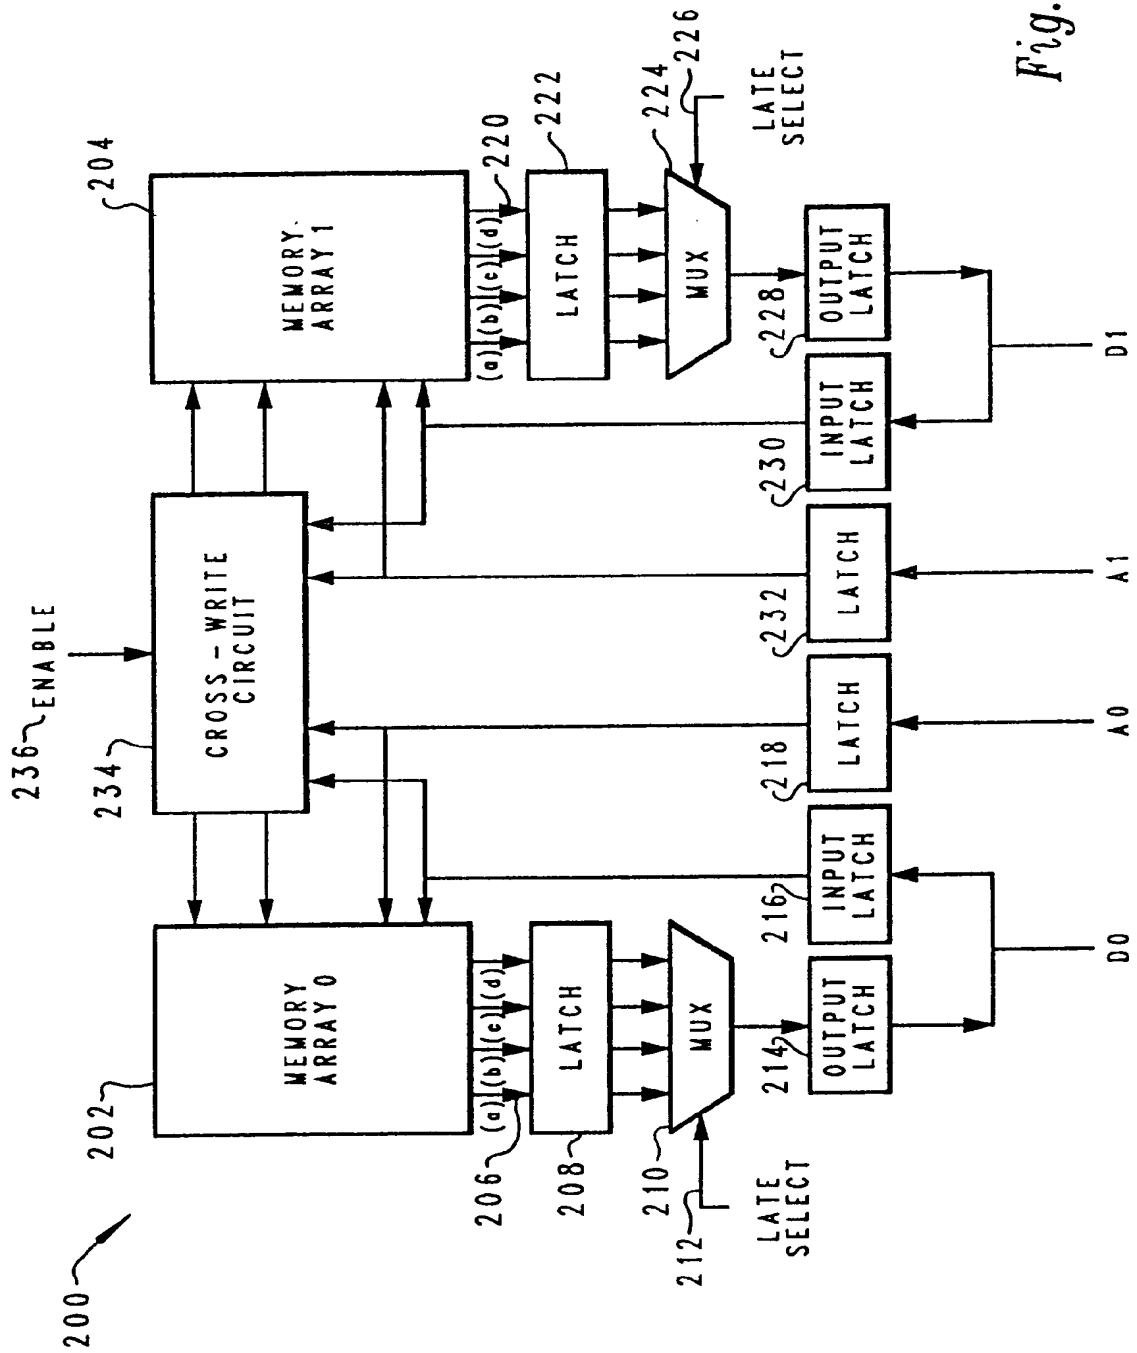 200
236 ENABLE
202
234
204
MEMORY
ARRAY 0
CROSS-WRITE
CIRCUIT
MEMORY
ARRAY 1
206
(a) (b) (c) (d)
(a) (b) (c) (d)
220
208
LATCH
LATCH
222
210
MUX
MUX
224
212
226
LATE
SELECT
LATE
SELECT
214
216
218
232
230
228
OUTPUT
LATCH
INPUT
LATCH
LATCH
LATCH
INPUT
LATCH
OUTPUT
LATCH
D0
A0
A1
D1
Fig.